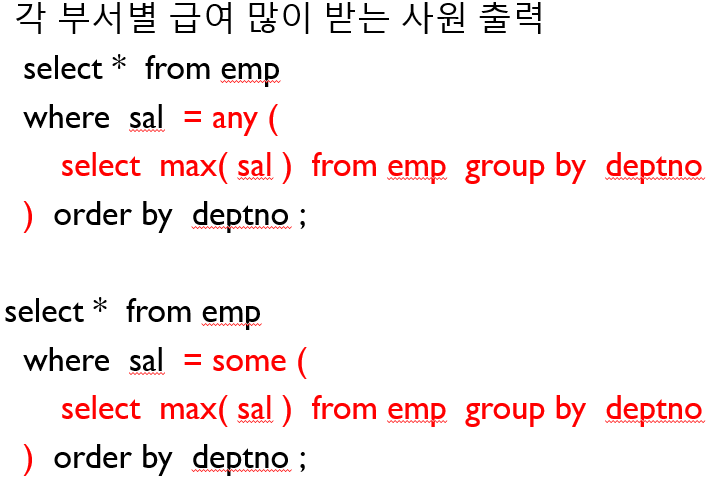 각 부서별 급여 많이 받는 사원 출력
select * from emp
where sal = any (
select max( sal ) from emp group by deptno
) order by deptno ;
select * from emp
where sal = some (
select max( sal ) from emp group by deptno
) order by deptno ;